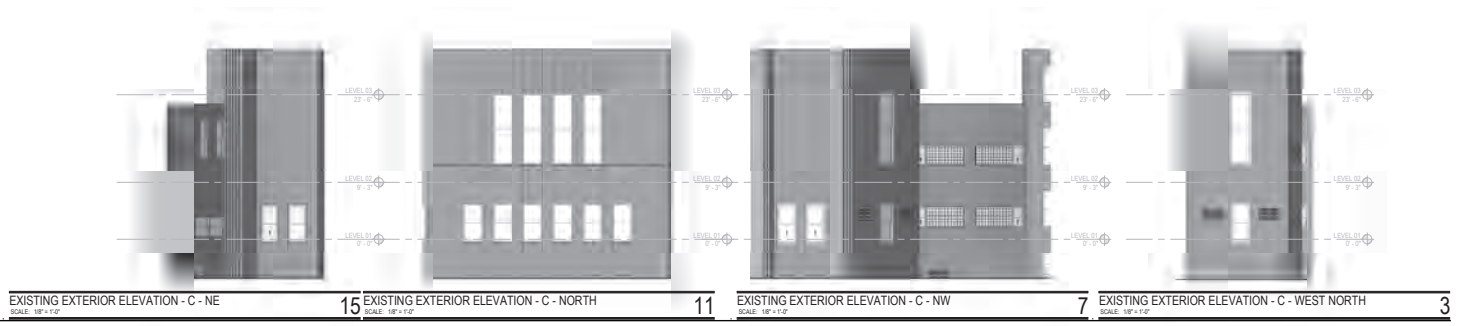 LEVEL 03
23' - 6"
LEVEL 02
9' - 3"
LEVEL 01
0' - 0"
EXISTING EXTERIOR ELEVATION - C - NE 15
SCALE: 1/8" = 1'-0"
LEVEL 03
23' - 6"
LEVEL 02
9' - 3"
LEVEL 01
0' - 0"
EXISTING EXTERIOR ELEVATION - C - NORTH 11
SCALE: 1/8" = 1'-0"
LEVEL 03
23' - 6"
LEVEL 02
9' - 3"
LEVEL 01
0' - 0"
EXISTING EXTERIOR ELEVATION - C - NW 7
SCALE: 1/8" = 1'-0"
LEVEL 03
23' - 6"
LEVEL 02
9' - 3"
LEVEL 01
0' - 0"
EXISTING EXTERIOR ELEVATION - C - WEST NORTH 3
SCALE: 1/8" = 1'-0"